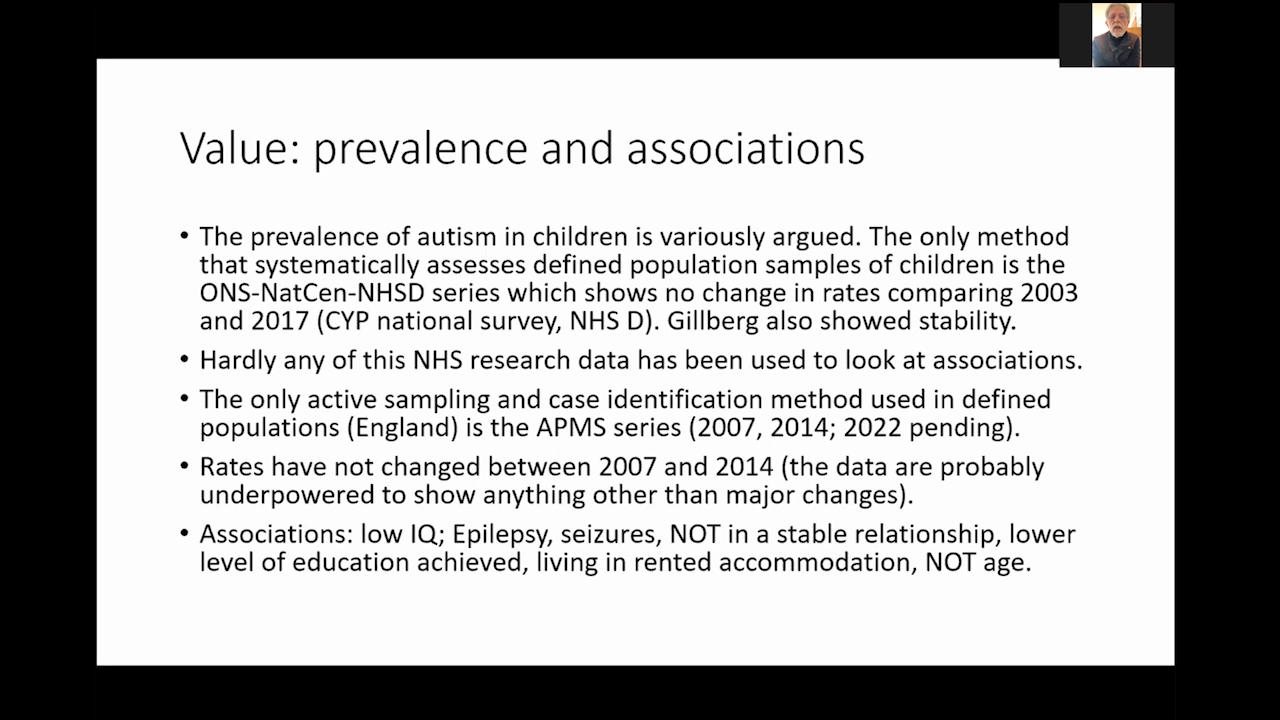 Value: prevalence and associations
• The prevalence of autism in children is variously argued. The only method
that systematically assesses defined population samples of children is the
ONS-NatCen-NHSD series which shows no change in rates comparing 2003
and 2017 (CYP national survey, NHS D). Gillberg also showed stability.
• Hardly any of this NHS research data has been used to look at associations.
• The only active sampling and case identification method used in defined
populations (England) is the APMS series (2007, 2014; 2022 pending).
• Rates have not changed between 2007 and 2014 (the data are probably
underpowered to show anything other than major changes).
• Associations: low IQ; Epilepsy, seizures, NOT in a stable relationship, lower
level of education achieved, living in rented accommodation, NOT age.